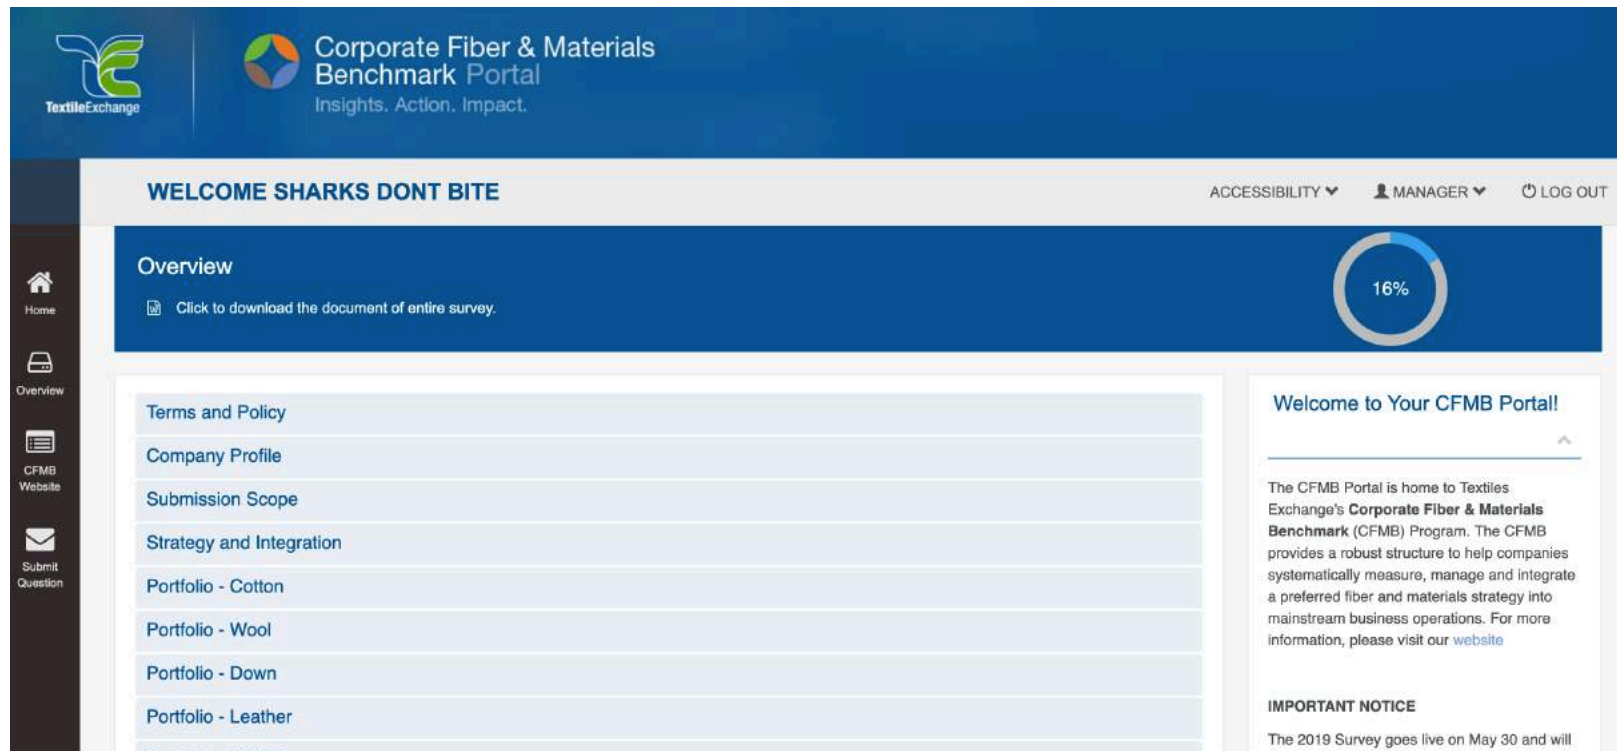 TextileExchange
Corporate Fiber & Materials
Benchmark Portal
Insights. Action. Impact.
WELCOME SHARKS DONT BITE
ACCESSIBILITY
MANAGER
LOG OUT
Home
Overview
CFMB
Website
Submit
Question
Overview
Click to download the document of entire survey.
16%
Terms and Policy
Company Profile
Submission Scope
Strategy and Integration
Portfolio - Cotton
Portfolio - Wool
Portfolio - Down
Portfolio - Leather
Welcome to Your CFMB Portal!
The CFMB Portal is home to Textiles
Exchange's Corporate Fiber & Materials
Benchmark (CFMB) Program. The CFMB
provides a robust structure to help companies
systematically measure, manage and integrate
a preferred fiber and materials strategy into
mainstream business operations. For more
information, please visit our website
IMPORTANT NOTICE
The 2019 Survey goes live on May 30 and will